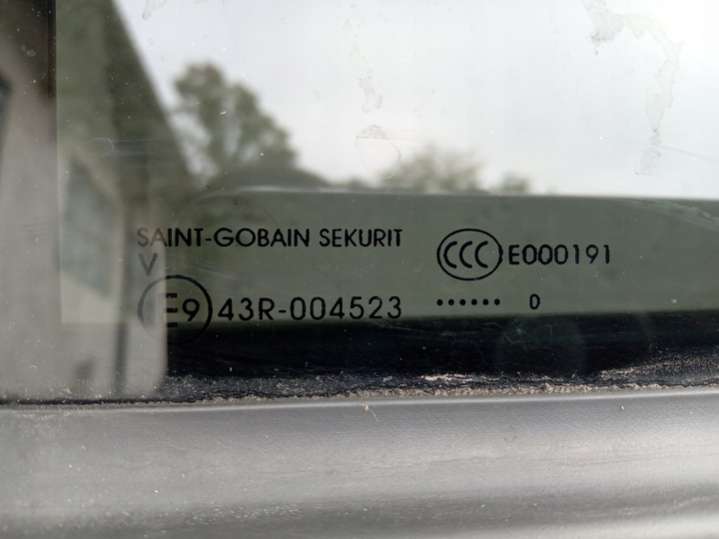 SAINT-GOBAIN SEKURIT
V
E9 43R-004523
CCC E000191
...... 0